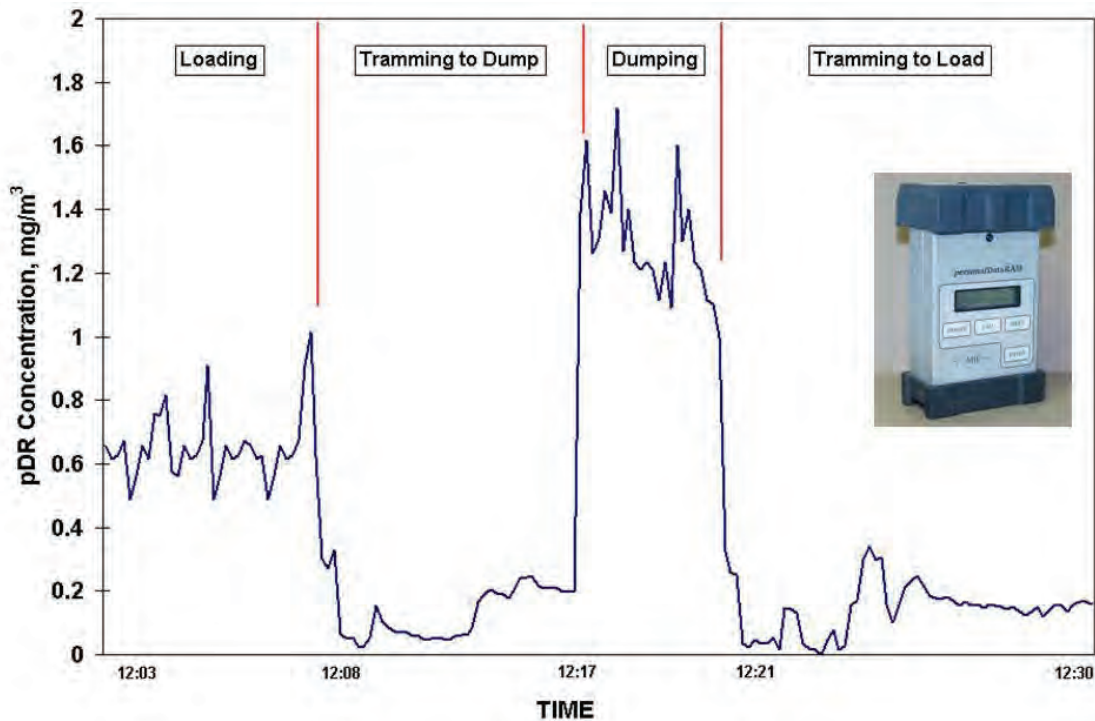 2
1.8
1.6
1.4
1.2
1
0.8
0.6
0.4
0.2
0
pDR Concentration, mg/m³
Loading
Tramming to Dump
Dumping
Tramming to Load
personalDataRAM
ENTER
12:03
12:08
12:17
12:21
12:30
TIME